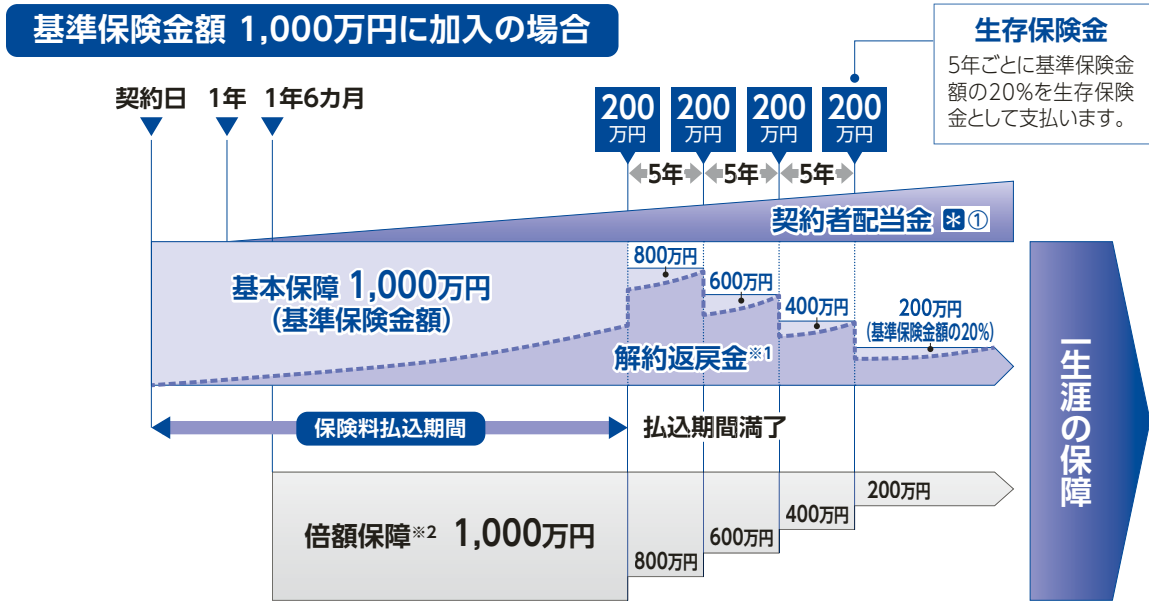 基準保険金額 1,000万円に加入の場合
生存保険金
5年ごとに基準保険金
額の20%を生存保険
金として支払います。
契約日 1年 1年6カ月
200 200 200 200
万円 万円 万円 万円
5年 5年 5年
契約者配当金 *①
800万円
600万円
400万円
200万円
(基準保険金額の20%)
基本保障 1,000万円
(基準保険金額)
解約返戻金※1
保険料払込期間
払込期間満了
倍額保障※2 1,000万円
800万円
600万円
400万円
200万円
一生涯の保障